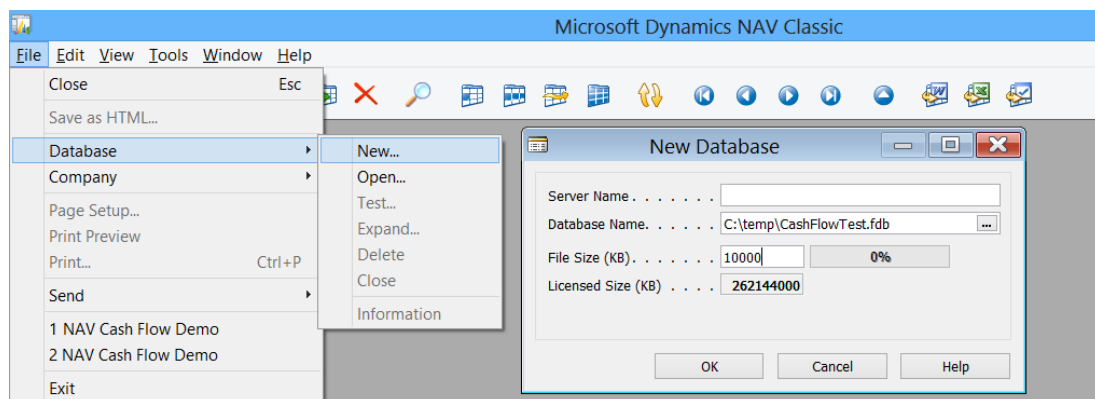 Microsoft Dynamics NAV Classic
File Edit View Tools Window Help
Close Esc
Save as HTML...
Database
Company
Page Setup...
Print Preview
Print... Ctrl+P
Send
1 NAV Cash Flow Demo
2 NAV Cash Flow Demo
Exit
New...
Open...
Test...
Expand...
Delete
Close
Information
New Database
Server Name . . . . . . .
Database Name. . . . . . C:\temp\CashFlowTest.fdb ...
File Size (KB). . . . . . . 10000 0%
Licensed Size (KB) . . . . 262144000
OK Cancel Help